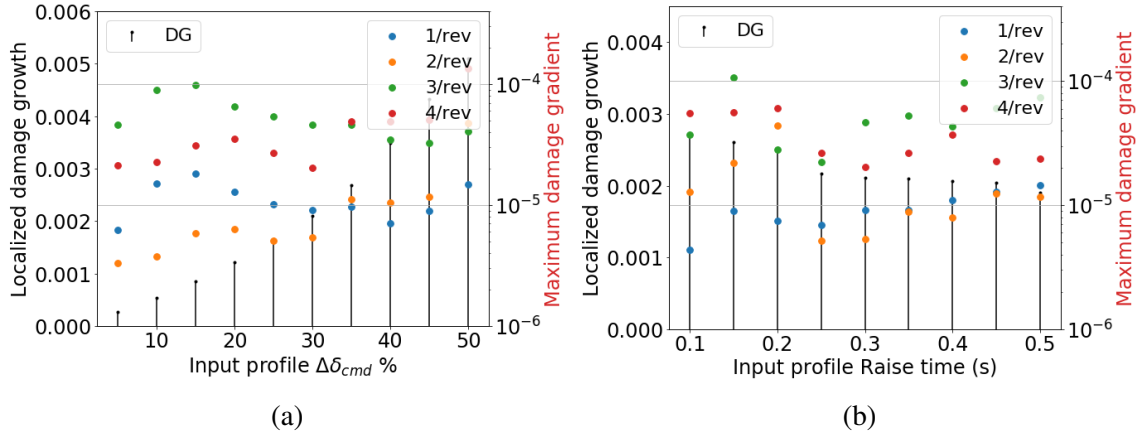 DG
1/rev
2/rev
3/rev
4/rev
0.006
0.005
0.004
0.003
0.002
0.001
0.000
Localized damage growth
10⁻⁴
10⁻⁵
10⁻⁶
Maximum damage gradient
10 20 30 40 50
Input profile Δδ_cmd %
(a)
DG
1/rev
2/rev
3/rev
4/rev
0.004
0.003
0.002
0.001
0.000
Localized damage growth
10⁻⁴
10⁻⁵
10⁻⁶
Maximum damage gradient
0.1 0.2 0.3 0.4 0.5
Input profile Raise time (s)
(b)